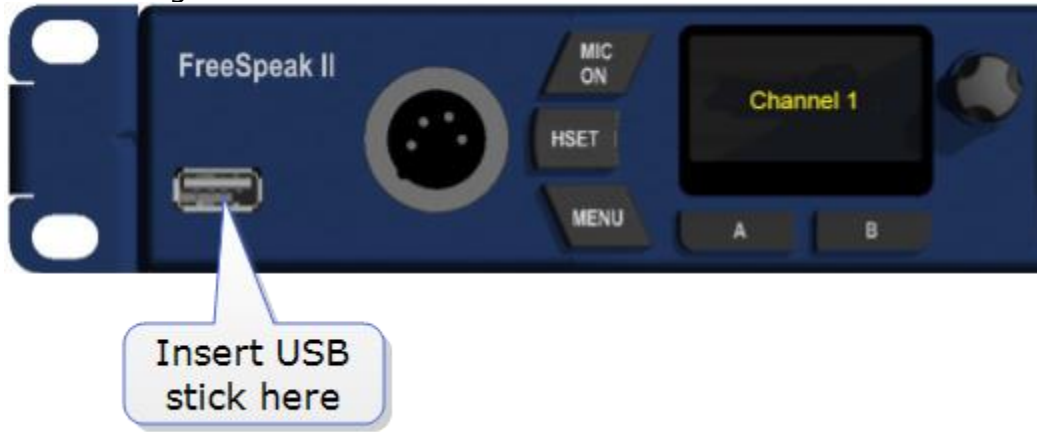 FreeSpeak II
MIC
ON
HSET
MENU
Channel 1
A
B
Insert USB
stick here